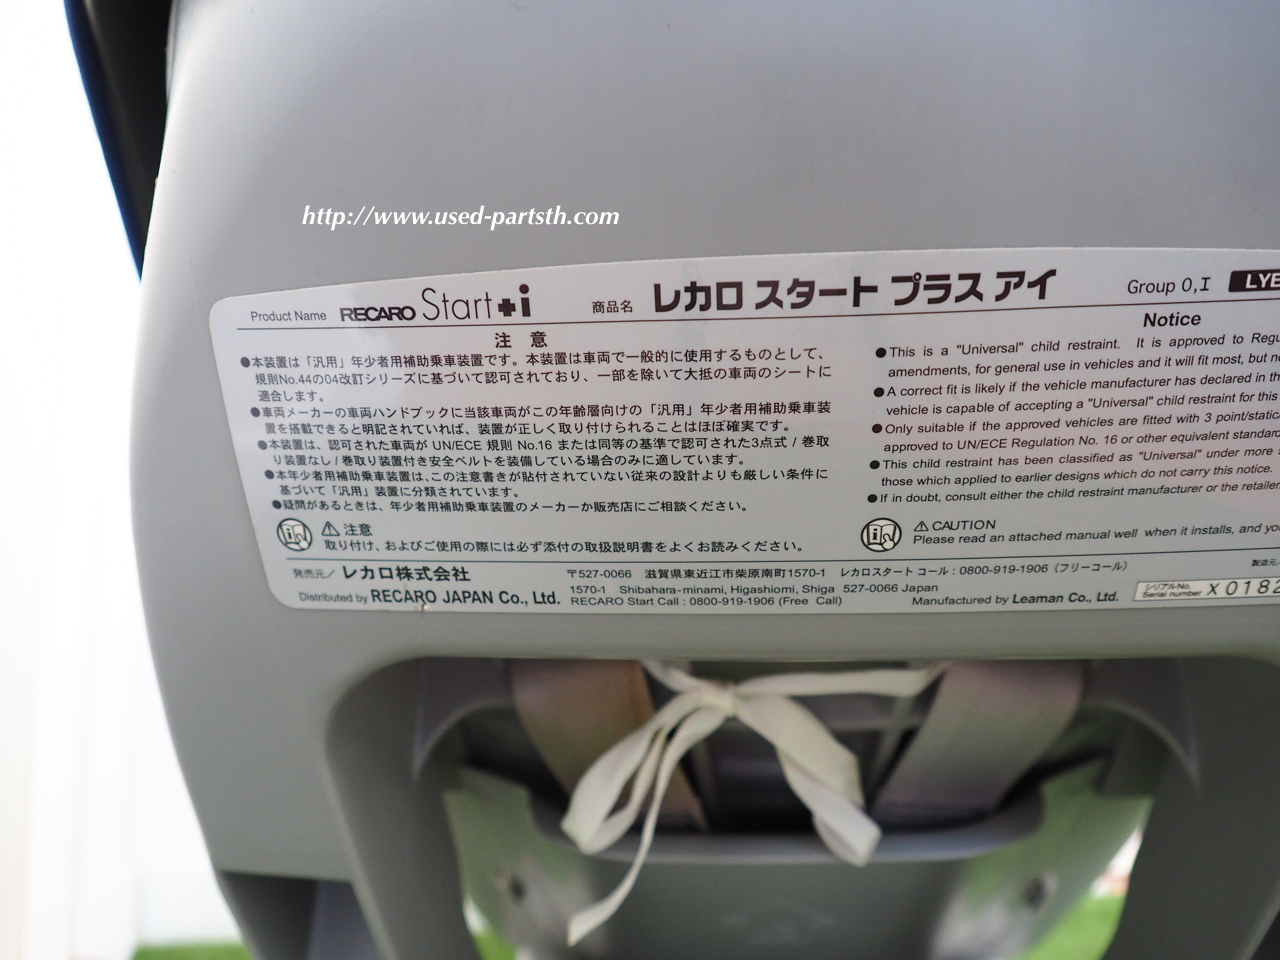 http://www.used-partsth.com
Product Name RECARO Start+i 商品名 レカロ スタート プラス アイ Group 0,I
注 意
●本装置は「汎用」年少者用補助乗車装置です。本装置は車両で一般的に使用するものとして、
規則No.44の04改訂シリーズに基づいて認可されており、一部を除いて大抵の車両のシートに
適合します。
●車両メーカーの車両ハンドブックに当該車両がこの年齢層向けの「汎用」年少者用補助乗車装
置を搭載できると明記されていれば、装置が正しく取り付けられることはほぼ確実です。
●本装置は、認可された車両が UN/ECE 規則 No.16 または同等の基準で認可された3点式 / 巻取
り装置なし / 巻取り装置付き安全ベルトを装備している場合のみに適しています。
●本年少者用補助乗車装置は、この注意書きが貼付されていない従来の設計よりも厳しい条件に
基づいて「汎用」装置に分類されています。
●疑問があるときは、年少者用補助乗車装置のメーカーか販売店にご相談ください。
⚠ 注意
取り付け、およびご使用の際には必ず添付の取扱説明書をよくお読みください。
Notice
●This is a "Universal" child restraint. It is approved to
amendments, for general use in vehicles and it will fit most, but
●A correct fit is likely if the vehicle manufacturer has declared in
vehicle is capable of accepting a "Universal" child restraint for this
●Only suitable if the approved vehicles are fitted with 3 point/
approved to UN/ECE Regulation No. 16 or other equivalent
●This child restraint has been classified as "Universal" under more
those which applied to earlier designs which do not carry this notice.
●If in doubt, consult either the child restraint manufacturer or the
⚠ CAUTION
Please read an attached manual well when it installs, and
発売元／レカロ株式会社 〒527-0066 滋賀県東近江市柴原南町1570-1 レカロスタート コール : 0800-919-1906（フリーコール）
Distributed by RECARO JAPAN Co., Ltd. 1570-1 Shibahara-minami, Higashiomi, Shiga 527-0066 Japan
RECARO Start Call : 0800-919-1906 (Free Call) Manufactured by Leaman Co., Ltd.
シリアルNo.
Serial number X0182